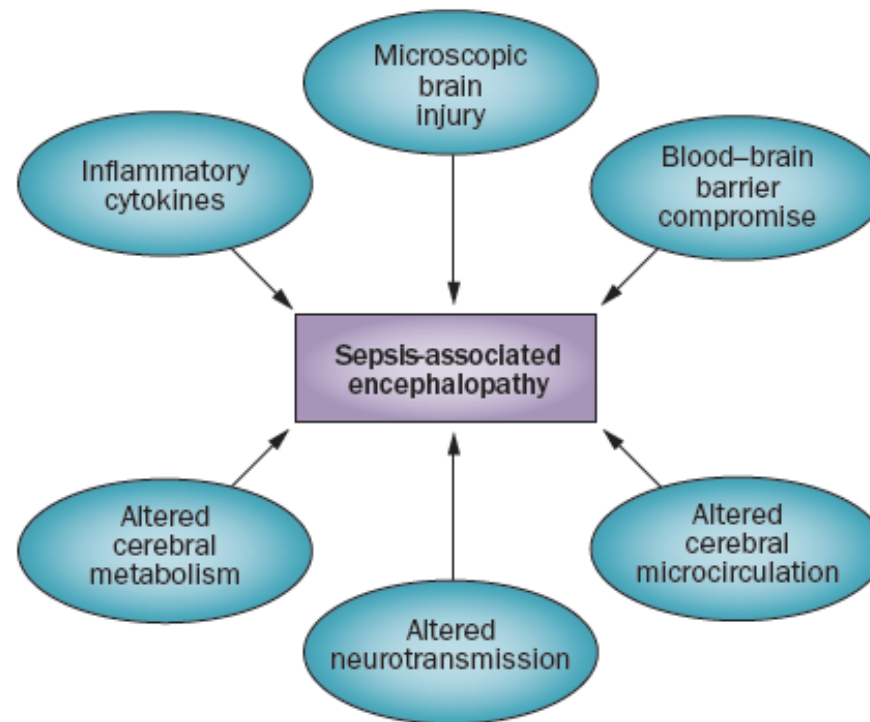 Microscopic
brain
injury
Inflammatory
cytokines
Blood–brain
barrier
compromise
Sepsis-associated
encephalopathy
Altered
cerebral
metabolism
Altered
cerebral
microcirculation
Altered
neurotransmission